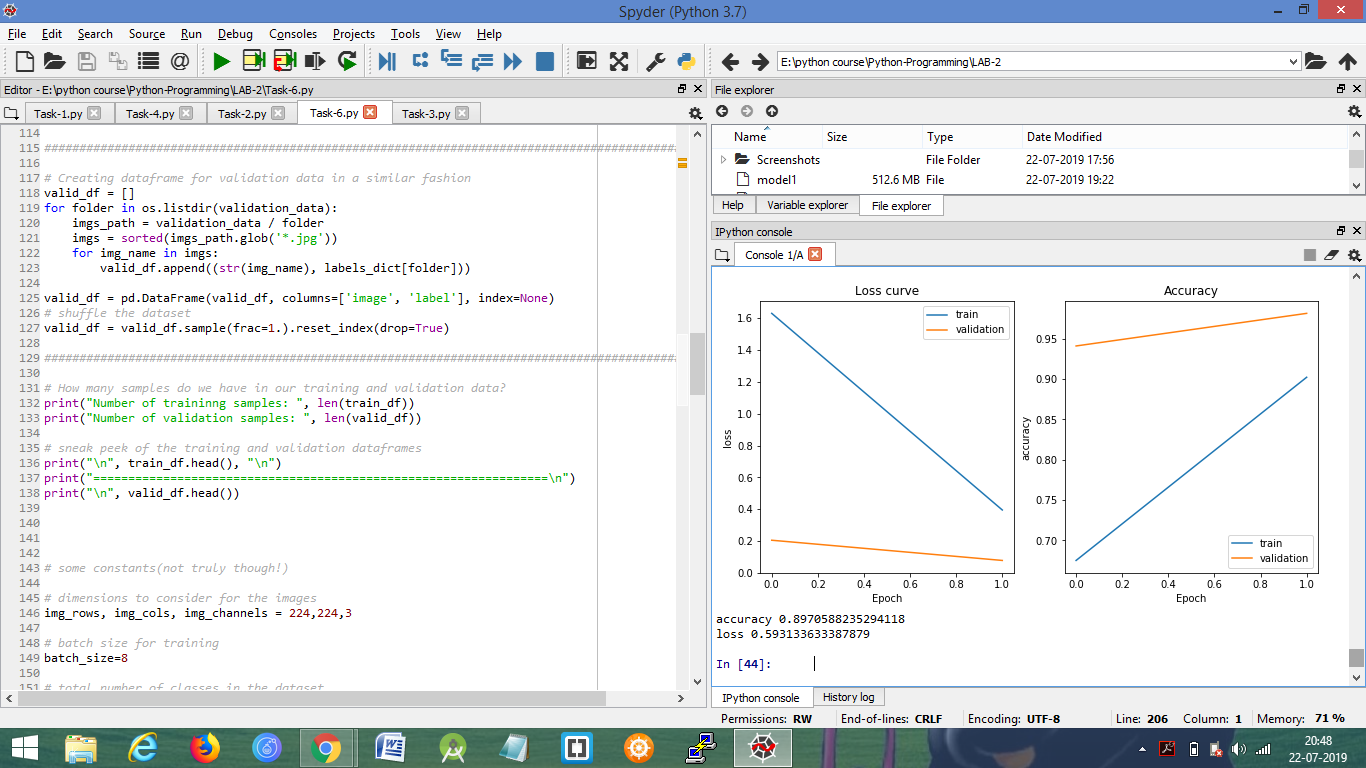 Spyder (Python 3.7)
File Edit Search Source Run Debug Consoles Projects Tools View Help
E:\python course\Python-Programming\LAB-2
Editor - E:\python course\Python-Programming\LAB-2\Task-6.py
Task-1.py Task-4.py Task-2.py Task-6.py Task-3.py
114
115 ##########################################################################################
116
117 # Creating dataframe for validation data in a similar fashion
118 valid_df = []
119 for folder in os.listdir(validation_data):
120     imgs_path = validation_data / folder
121     imgs = sorted(imgs_path.glob('*.jpg'))
122     for img_name in imgs:
123         valid_df.append((str(img_name), labels_dict[folder]))
124
125 valid_df = pd.DataFrame(valid_df, columns=['image', 'label'], index=None)
126 # shuffle the dataset
127 valid_df = valid_df.sample(frac=1.).reset_index(drop=True)
128
129 ##########################################################################################
130
131 # How many samples do we have in our training and validation data?
132 print("Number of traininng samples: ", len(train_df))
133 print("Number of validation samples: ", len(valid_df))
134
135 # sneak peek of the training and validation dataframes
136 print("\n", train_df.head(), "\n")
137 print("=================================================================\n")
138 print("\n", valid_df.head())
139
140
141
142
143 # some constants(not truly though!)
144
145 # dimensions to consider for the images
146 img_rows, img_cols, img_channels = 224,224,3
147
148 # batch size for training
149 batch_size=8
150
151 # total number of classes in the dataset
File explorer
Name Size Type Date Modified
Screenshots File Folder 22-07-2019 17:56
model1 512.6 MB File 22-07-2019 19:22
Help Variable explorer File explorer
IPython console
Console 1/A
Loss curve
train
validation
1.6
1.4
1.2
1.0
0.8
0.6
0.4
0.2
0.0
loss
0.0 0.2 0.4 0.6 0.8 1.0
Epoch
Accuracy
0.95
0.90
0.85
0.80
0.75
0.70
accuracy
train
validation
0.0 0.2 0.4 0.6 0.8 1.0
Epoch
accuracy 0.8970588235294118
loss 0.593133633387879
In [44]:
IPython console History log
Permissions: RW End-of-lines: CRLF Encoding: UTF-8 Line: 206 Column: 1 Memory: 71 %
20:48
22-07-2019